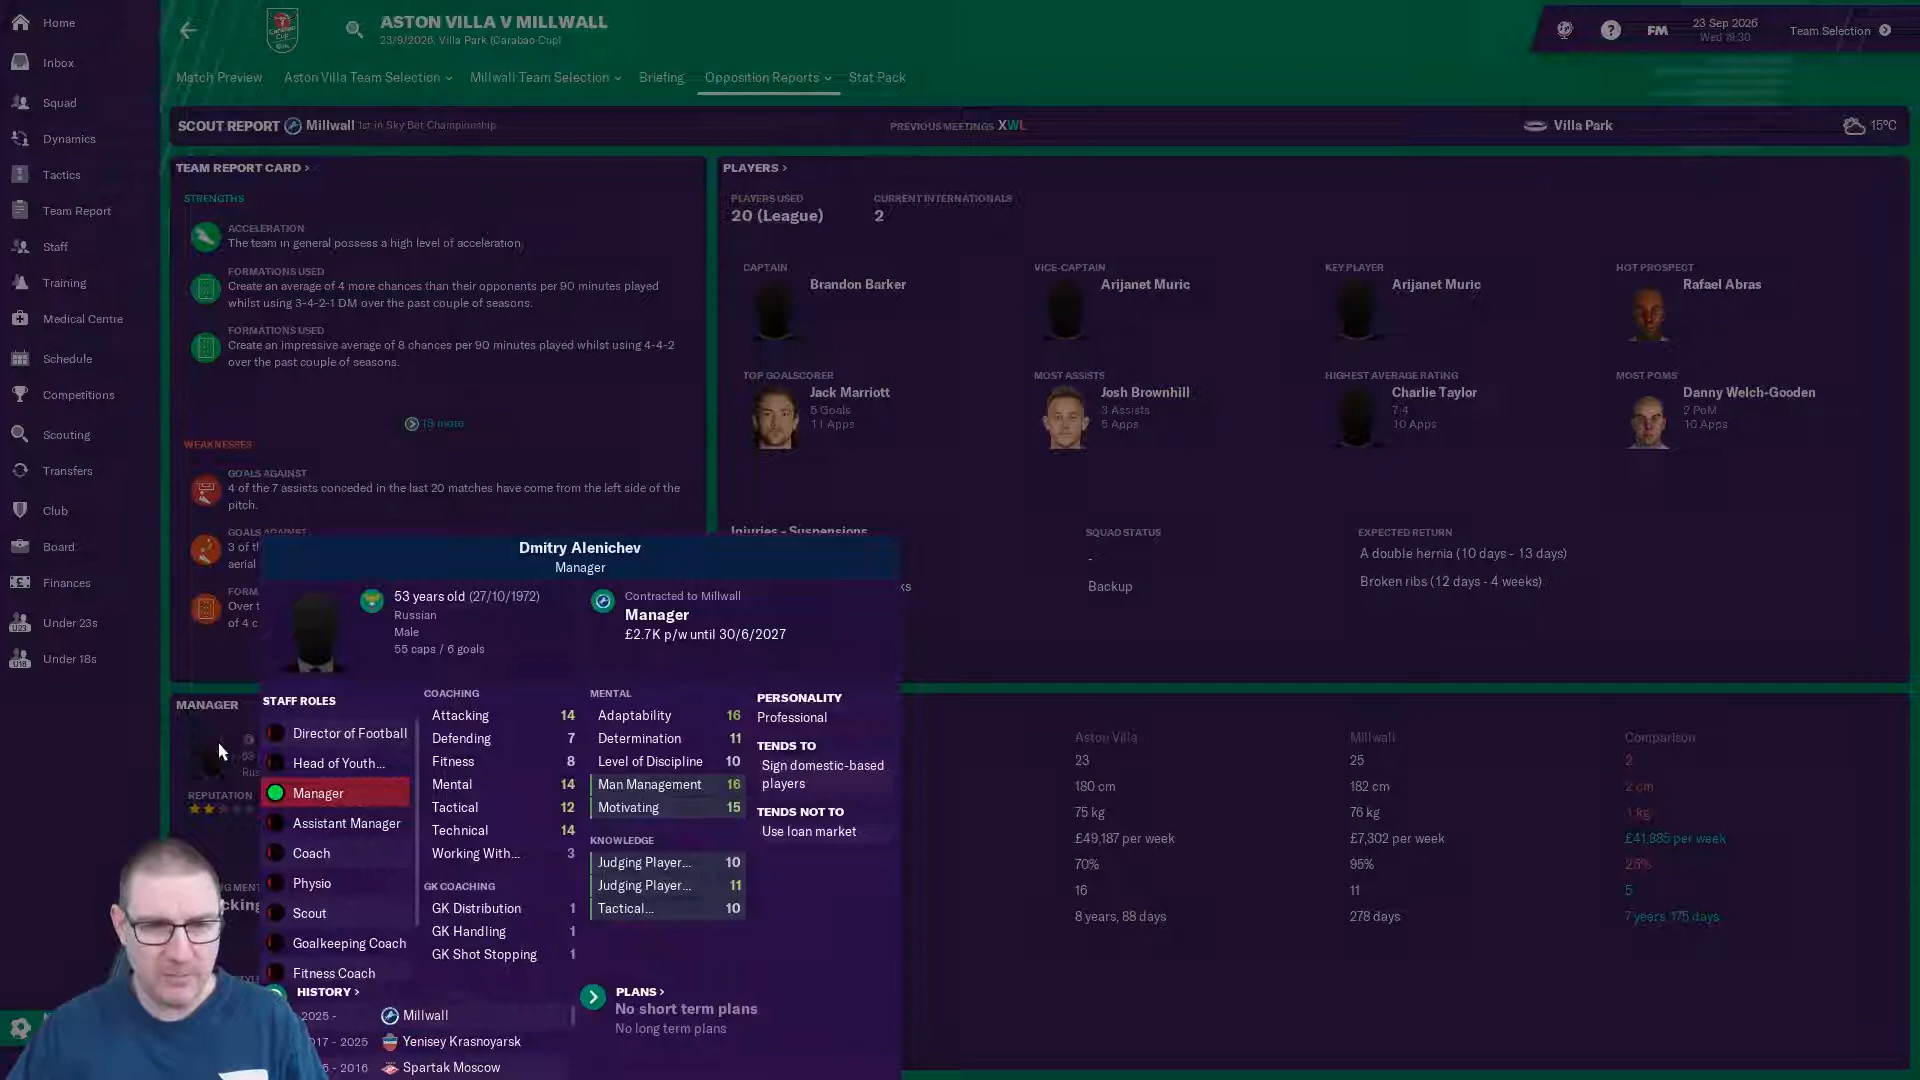 Home
Inbox
Squad
Dynamics
Tactics
Team Report
Staff
Training
Medical Centre
Schedule
Competitions
Scouting
Transfers
Club
Board
Finances
Under 23s
Under 18s
ASTON VILLA V MILLWALL
23/9/2026, Villa Park (Carabao Cup)
FM
23 Sep 2026
Wed 19:30
Team Selection
Match Preview
Aston Villa Team Selection
Millwall Team Selection
Briefing
Opposition Reports
Stat Pack
SCOUT REPORT Millwall 1st in Sky Bet Championship
PREVIOUS MEETINGS XWL
Villa Park
15°C
TEAM REPORT CARD >
STRENGTHS
ACCELERATION
The team in general possess a high level of acceleration
FORMATIONS USED
Create an average of 4 more chances than their opponents per 90 minutes played
whilst using 3-4-2-1 DM over the past couple of seasons.
FORMATIONS USED
Create an impressive average of 8 chances per 90 minutes played whilst using 4-4-2
over the past couple of seasons.
more
WEAKNESSES
GOALS AGAINST
4 of the 7 assists conceded in the last 20 matches have come from the left side of the
pitch.
GOALS AGAINST
3 of
aerial
FORM
Over
of 4
PLAYERS >
PLAYERS USED
20 (League)
CURRENT INTERNATIONALS
2
CAPTAIN
Brandon Barker
VICE-CAPTAIN
Arijanet Muric
KEY PLAYER
Arijanet Muric
HOT PROSPECT
Rafael Abras
TOP GOALSCORER
Jack Marriott
5 Goals
11 Apps
MOST ASSISTS
Josh Brownhill
3 Assists
5 Apps
HIGHEST AVERAGE RATING
Charlie Taylor
7.4
10 Apps
MOST POMS
Danny Welch-Gooden
2 PoM
10 Apps
Injuries - Suspensions
SQUAD STATUS
-
Backup
EXPECTED RETURN
A double hernia (10 days - 13 days)
Broken ribs (12 days - 4 weeks)
ks
MANAGER
REPUTATION
Dmitry Alenichev
Manager
53 years old (27/10/1972)
Russian
Male
55 caps / 6 goals
Contracted to Millwall
Manager
£2.7K p/w until 30/6/2027
STAFF ROLES
Director of Football
Head of Youth...
Manager
Assistant Manager
Coach
Physio
Scout
Goalkeeping Coach
Fitness Coach
COACHING
Attacking 14
Defending 7
Fitness 8
Mental 14
Tactical 12
Technical 14
Working With... 3
GK COACHING
GK Distribution 1
GK Handling 1
GK Shot Stopping 1
MENTAL
Adaptability 16
Determination 11
Level of Discipline 10
Man Management 16
Motivating 15
KNOWLEDGE
Judging Player... 10
Judging Player... 11
Tactical... 10
PERSONALITY
Professional
TENDS TO
Sign domestic-based
players
TENDS NOT TO
Use loan market
HISTORY >
2025 - Millwall
17 - 2025 Yenisey Krasnoyarsk
- 2016 Spartak Moscow
PLANS >
No short term plans
No long term plans
Aston Villa Millwall Comparison
23 25 2
180 cm 182 cm 2 cm
75 kg 76 kg 1 kg
£49,187 per week £7,302 per week £41,885 per week
70% 95% 25%
16 11 5
8 years, 88 days 278 days 7 years, 175 days